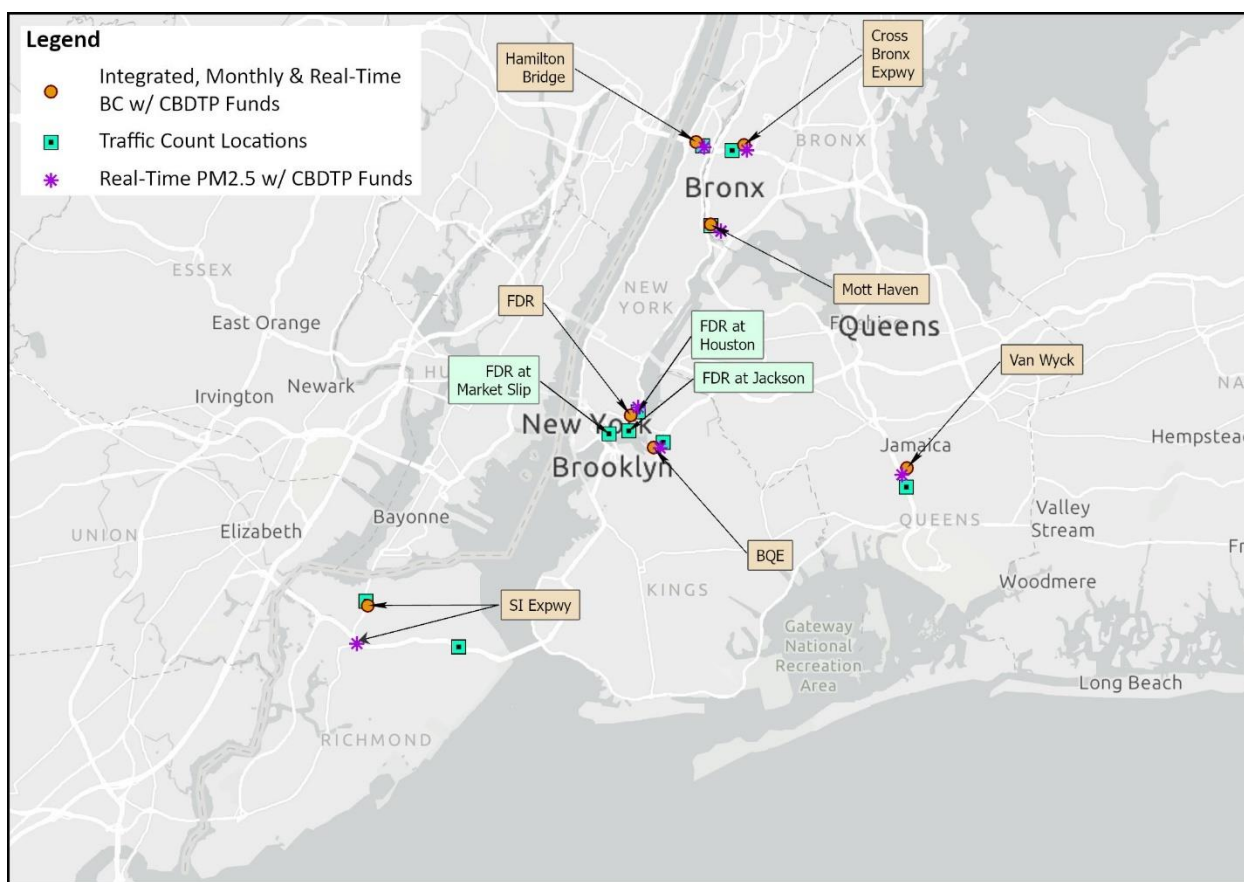 Legend
Integrated, Monthly & Real-Time
BC w/ CBDTP Funds
Traffic Count Locations
Real-Time PM2.5 w/ CBDTP Funds
Hamilton
Bridge
Cross
Bronx
Expwy
BRONX
Bronx
ESSEX
East Orange
NEW
YORK
Mott Haven
Queens
FDR
FDR at
Houston
FDR at
Market Slip
FDR at Jackson
Van Wyck
Irvington
Newark
New York
Brooklyn
Jamaica
Hempstead
UNION
Elizabeth
Bayonne
QUEENS
Valley
Stream
BQE
KINGS
Woodmere
SI Expwy
Gateway
National
Recreation
Area
Long Beach
RICHMOND